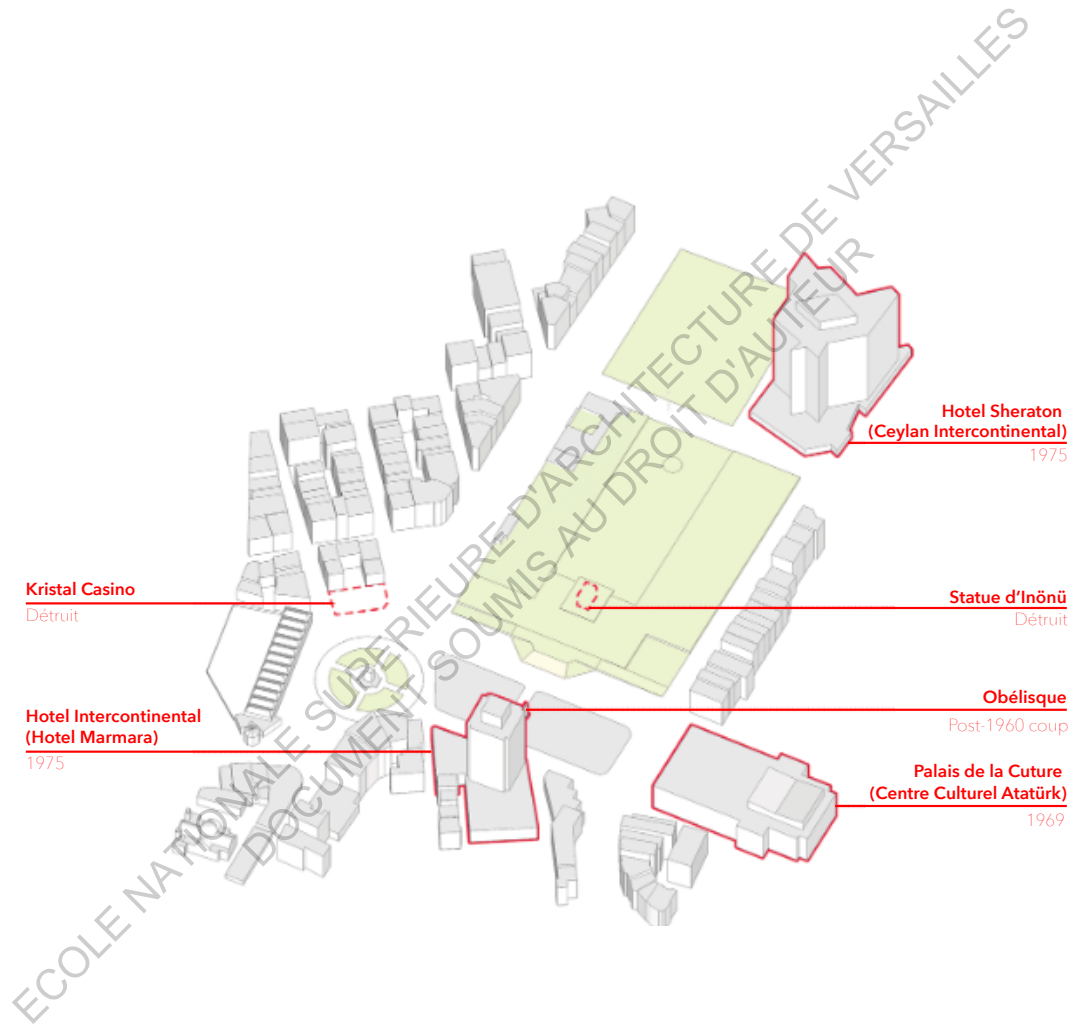 ECOLE NATIONALE SUPERIEURE D'ARCHITECTURE DE VERSAILLES
DOCUMENT SOUMIS AU DROIT D'AUTEUR
Hotel Sheraton
(Ceylan Intercontinental)
1975
Kristal Casino
Détruit
Statue d'Inönü
Détruit
Obélisque
Post-1960 coup
Hotel Intercontinental
(Hotel Marmara)
1975
Palais de la Cuture
(Centre Culturel Atatürk)
1969